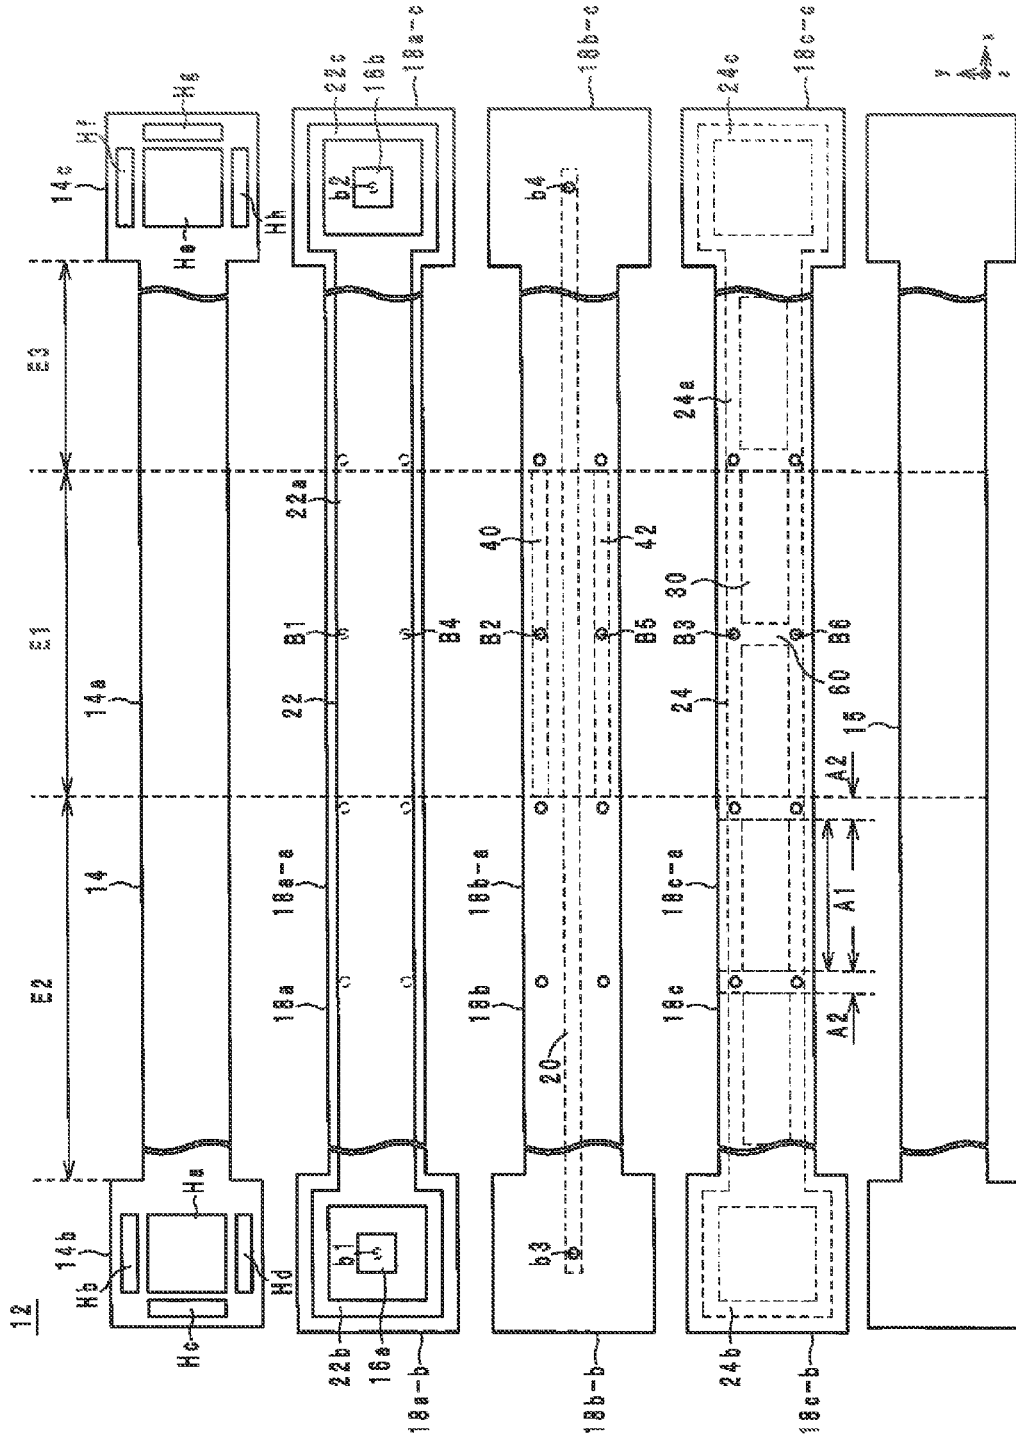 12
E2
E1
E3
Hb
14b
14
14a
14c
Hf
Hc
Ha
Hd
He
Hh
Hg
18a
18a-a
22
22a
22b
16a
b1
B1
b2
22c
16b
B4
18a-b
18a-c
18b
18b-a
20
B2
40
b3
b4
B5
42
18b-b
18b-c
18c
18c-a
24
B3
30
24a
24b
24c
60
B6
18c-b
18c-c
A2
A1
A2
15
y
x
z